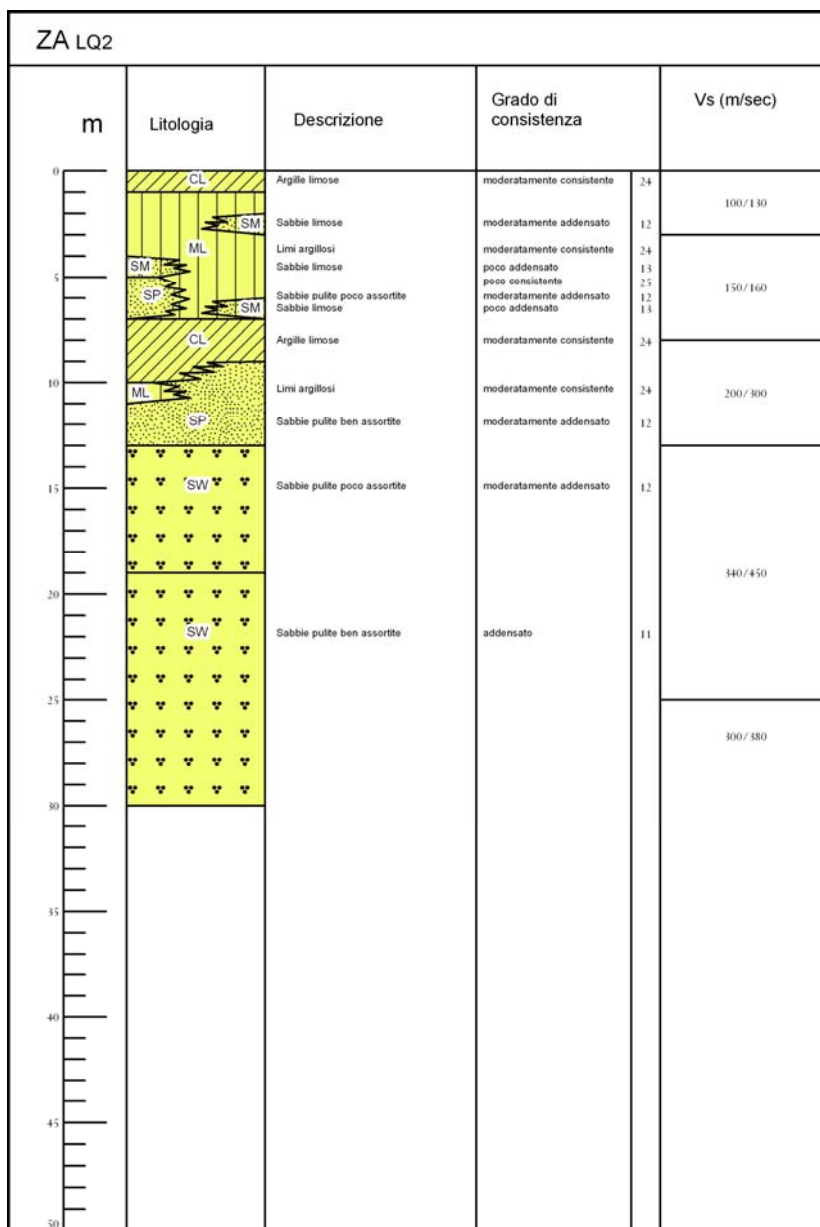 ZA LQ2
m Litologia Descrizione Grado di consistenza Vs (m/sec)
0
CL Argille limose moderatamente consistente 24
100/130
SM Sabbie limose moderatamente addensato 12
ML Limi argillosi moderatamente consistente 24
SM Sabbie limose poco addensato 13
5 poco consistente 25
150/160
SP Sabbie pulite poco assortite moderatamente addensato 12
SM Sabbie limose poco addensato 13
CL Argille limose moderatamente consistente 24
10 ML Limi argillosi moderatamente consistente 24
200/300
SP Sabbie pulite ben assortite moderatamente addensato 12
15 SW Sabbie pulite poco assortite moderatamente addensato 12
340/450
20
SW Sabbie pulite ben assortite addensato 11
25
300/380
30
35
40
45
50